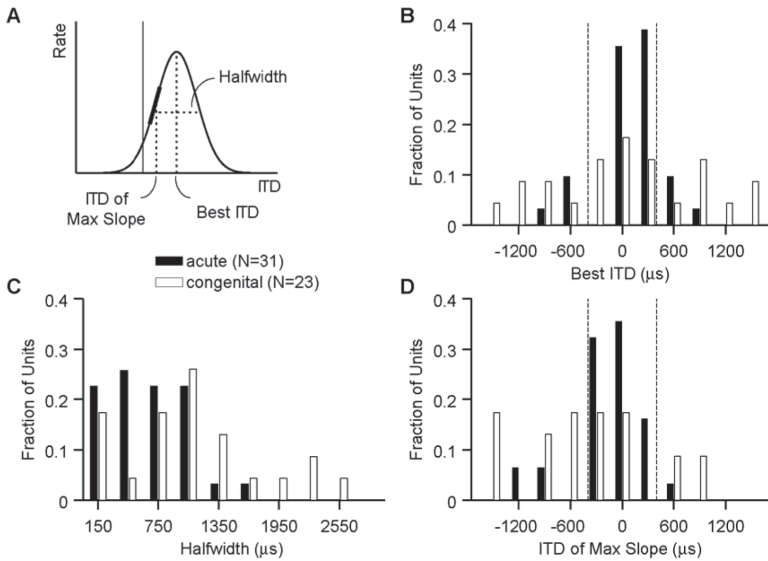 A
Rate
Halfwidth
ITD
ITD of
Max Slope
Best ITD
acute (N=31)
congenital (N=23)
B
Fraction of Units
0.4
0.3
0.2
0.1
0
-1200 -600 0 600 1200
Best ITD (μs)
C
Fraction of Units
0.4
0.3
0.2
0.1
0
150 750 1350 1950 2550
Halfwidth (μs)
D
Fraction of Units
0.4
0.3
0.2
0.1
0
-1200 -600 0 600 1200
ITD of Max Slope (μs)